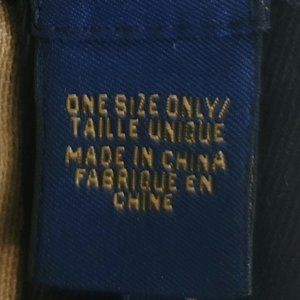 ONE SIZE ONLY/
TAILLE UNIQUE
MADE IN CHINA
FABRIQUE EN
CHINE